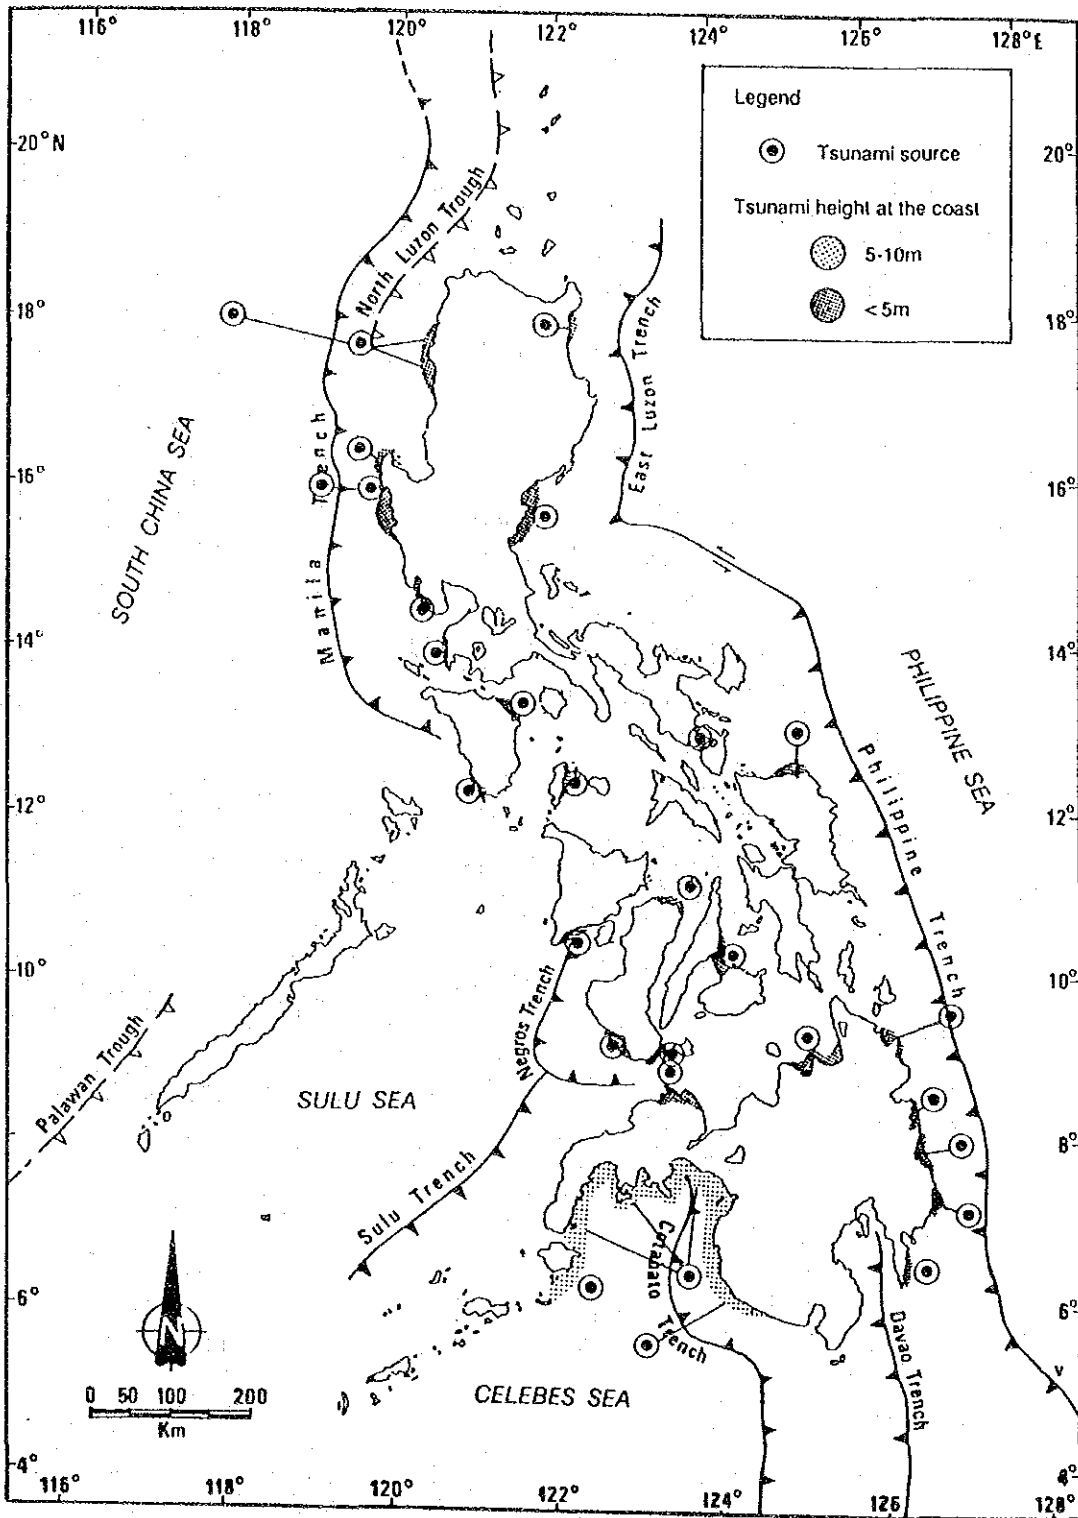 116° 118° 120° 122° 124° 126° 128°E
Legend
Tsunami source
Tsunami height at the coast
5-10m
<5m
20°N
20°
18°
18°
16°
16°
14°
14°
12°
12°
10°
10°
8°
6°
6°
4°
4°
North Luzon Trough
East Luzon Trench
Manila Trench
SOUTH CHINA SEA
PHILIPPINE SEA
Philippine Trench
Negros Trench
Palawan Trough
SULU SEA
Sulu Trench
Cotabato Trench
Davao Trench
CELEBES SEA
N
0 50 100 200
Km
116° 118° 120° 122° 124° 126 128°